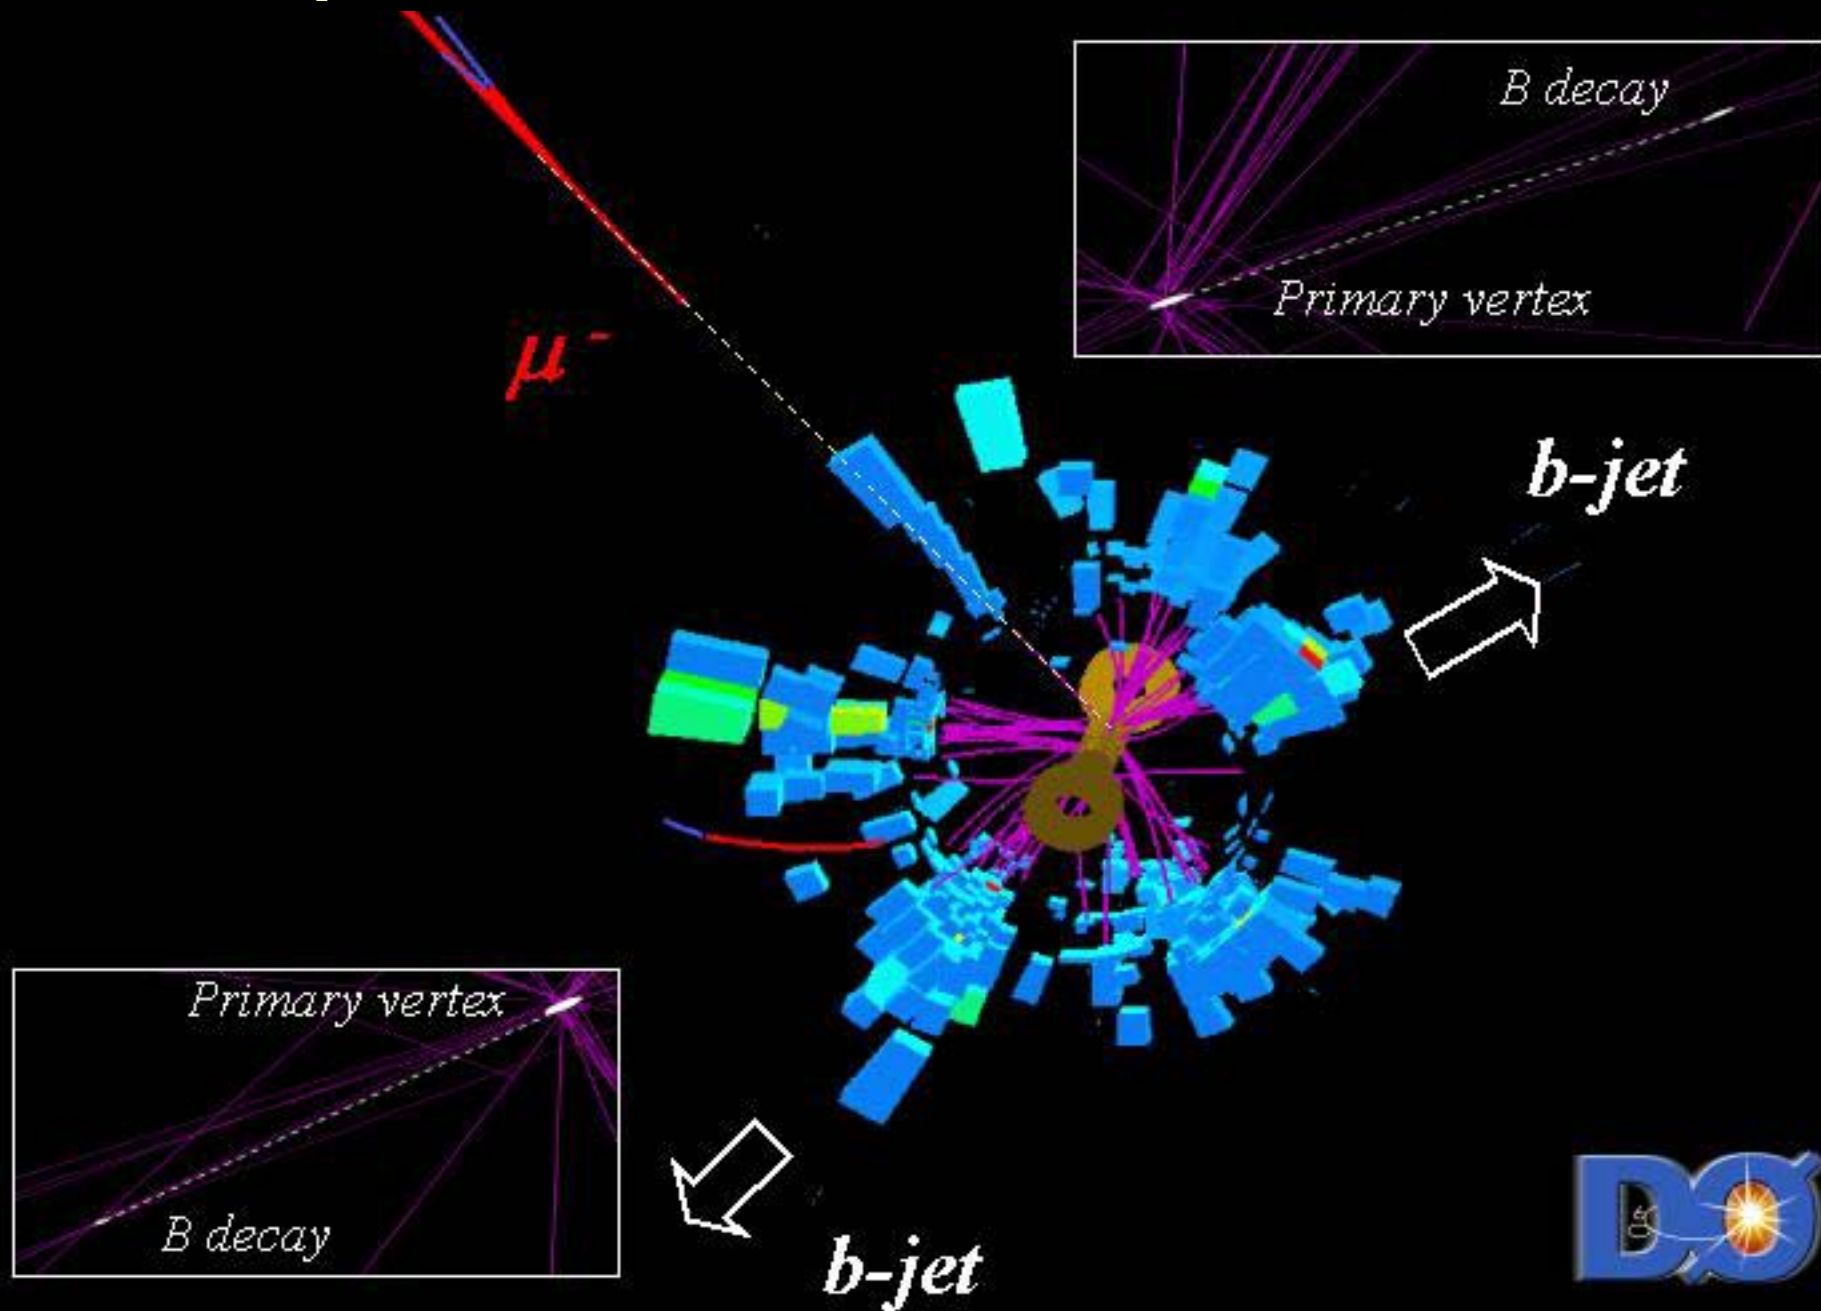 B decay
Primary vertex
μ⁻
b-jet
Primary vertex
B decay
b-jet
DØ